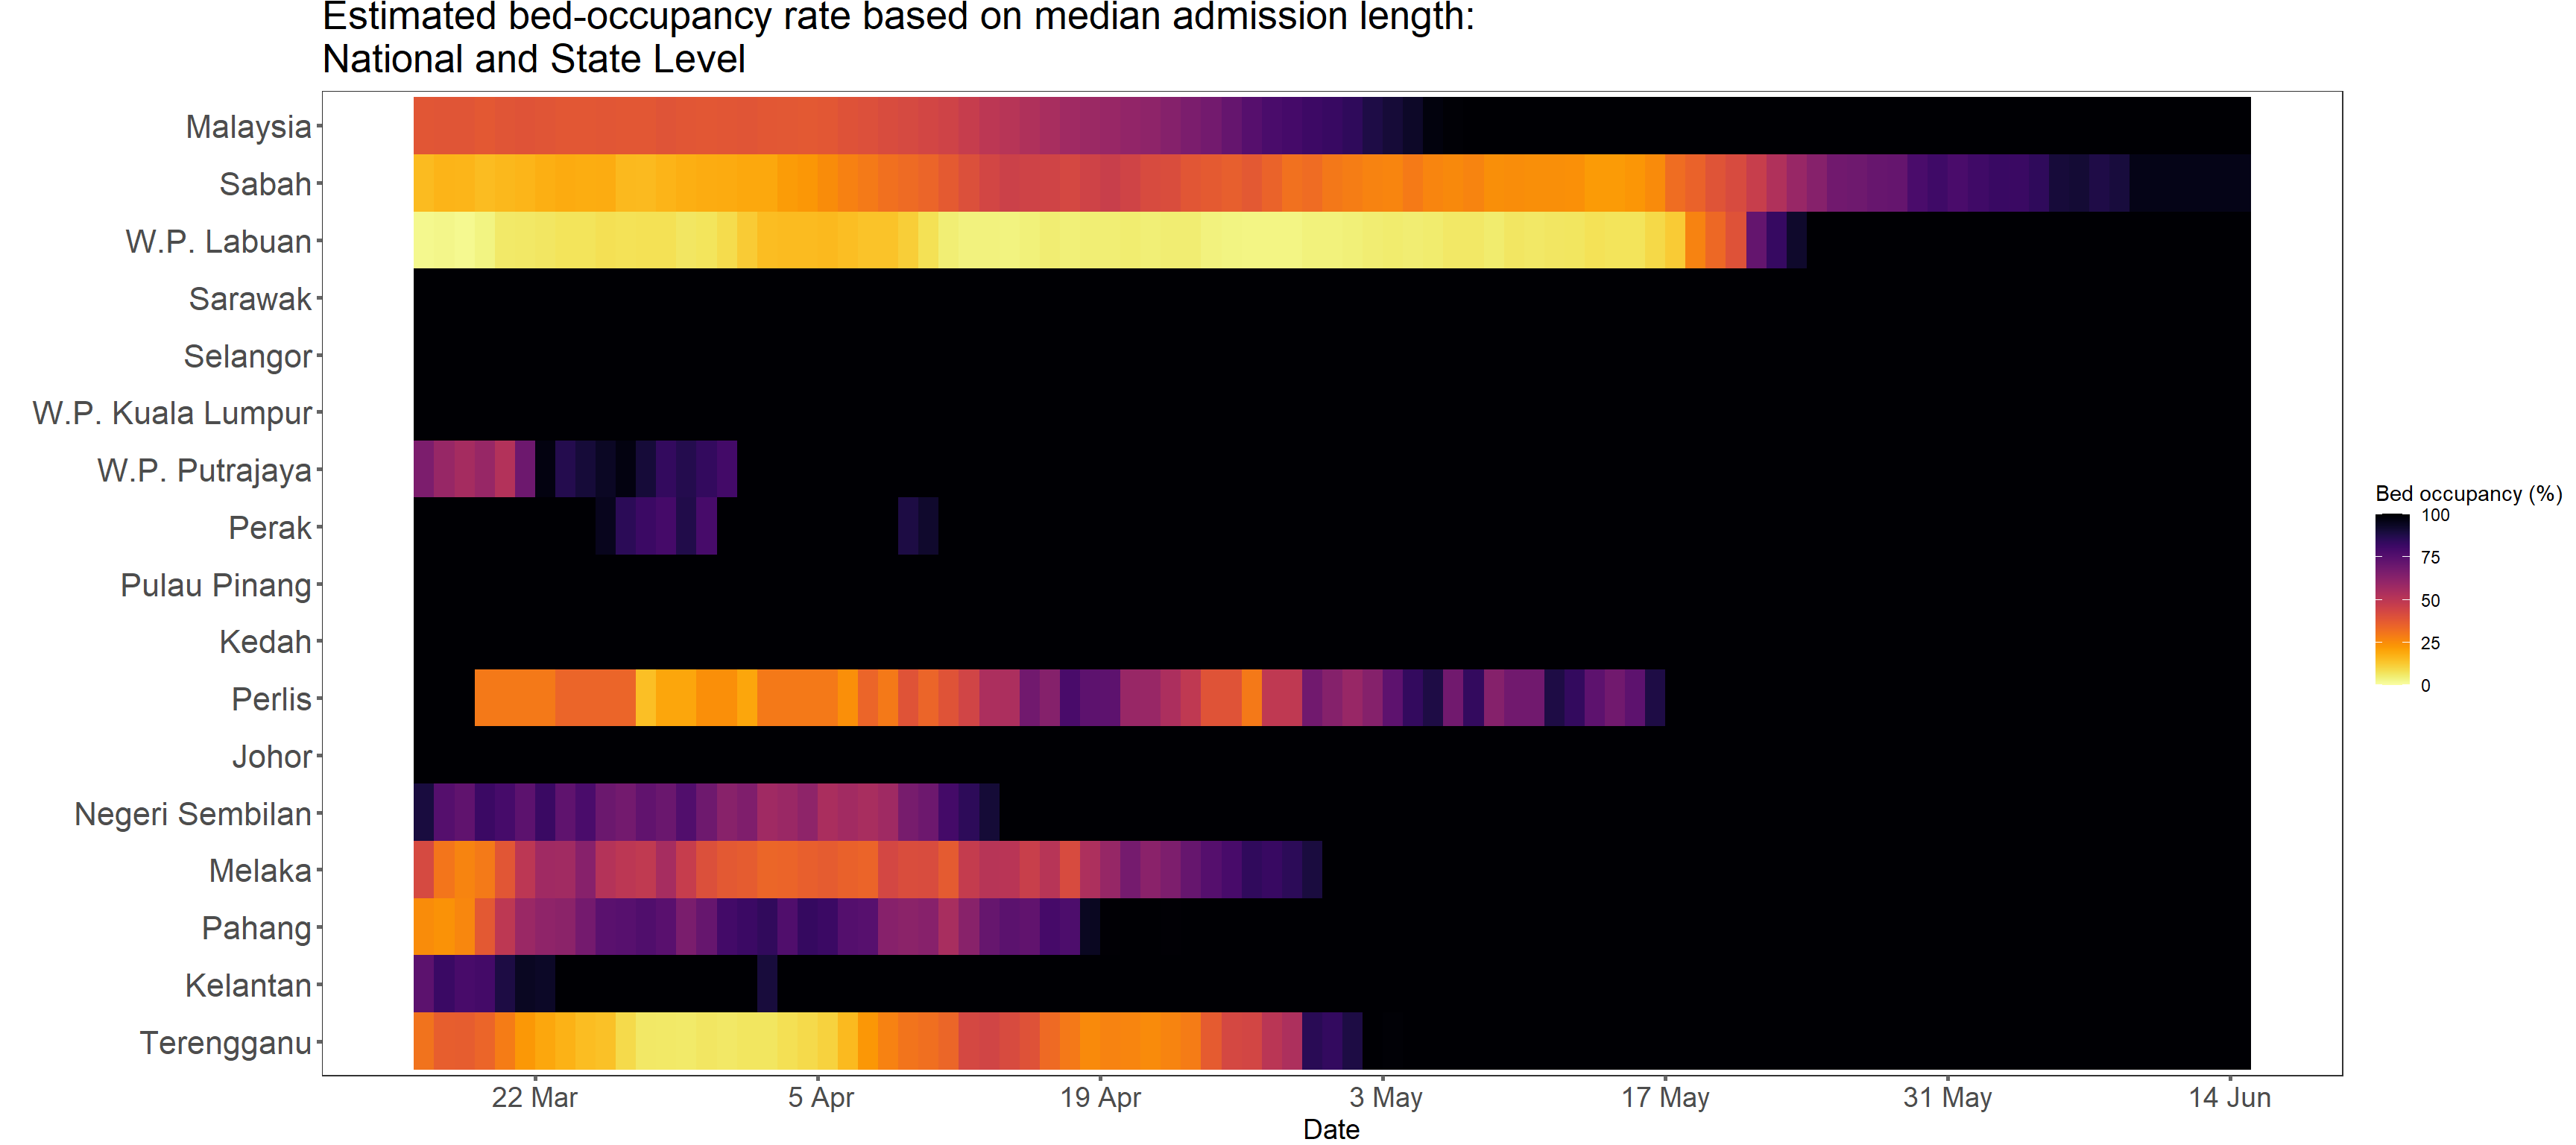 Estimated bed-occupancy rate based on median admission length:
National and State Level
Malaysia
Sabah
W.P. Labuan
Sarawak
Selangor
W.P. Kuala Lumpur
W.P. Putrajaya
Perak
Pulau Pinang
Kedah
Perlis
Johor
Negeri Sembilan
Melaka
Pahang
Kelantan
Terengganu
22 Mar
5 Apr
19 Apr
3 May
17 May
31 May
14 Jun
Date
Bed occupancy (%)
100
75
50
25
0